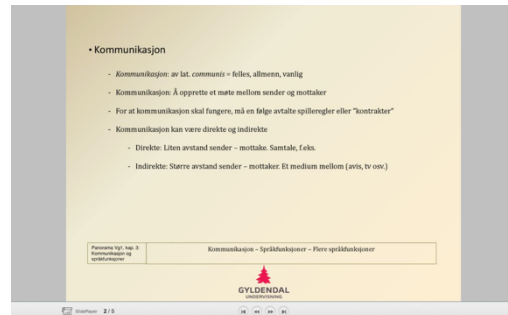 • Kommunikasjon
- Kommunikasjon: av lat. communis = felles, allmenn, vanlig
- Kommunikasjon: Å opprette et møte mellom sender og mottaker
- For at kommunikasjon skal fungere, må en følge avtalte spilleregler eller "kontrakter"
- Kommunikasjon kan være direkte og indirekte
- Direkte: Liten avstand sender – mottake. Samtale, f.eks.
- Indirekte: Større avstand sender – mottaker. Et medium mellom (avis, tv osv.)
Panorama Vg1, kap. 3:
Kommunikasjon og
språkfunksjoner
Kommunikasjon – Språkfunksjoner – Flere språkfunksjoner
GYLDENDAL
UNDERVISNING
SlidePlayer 2 / 5